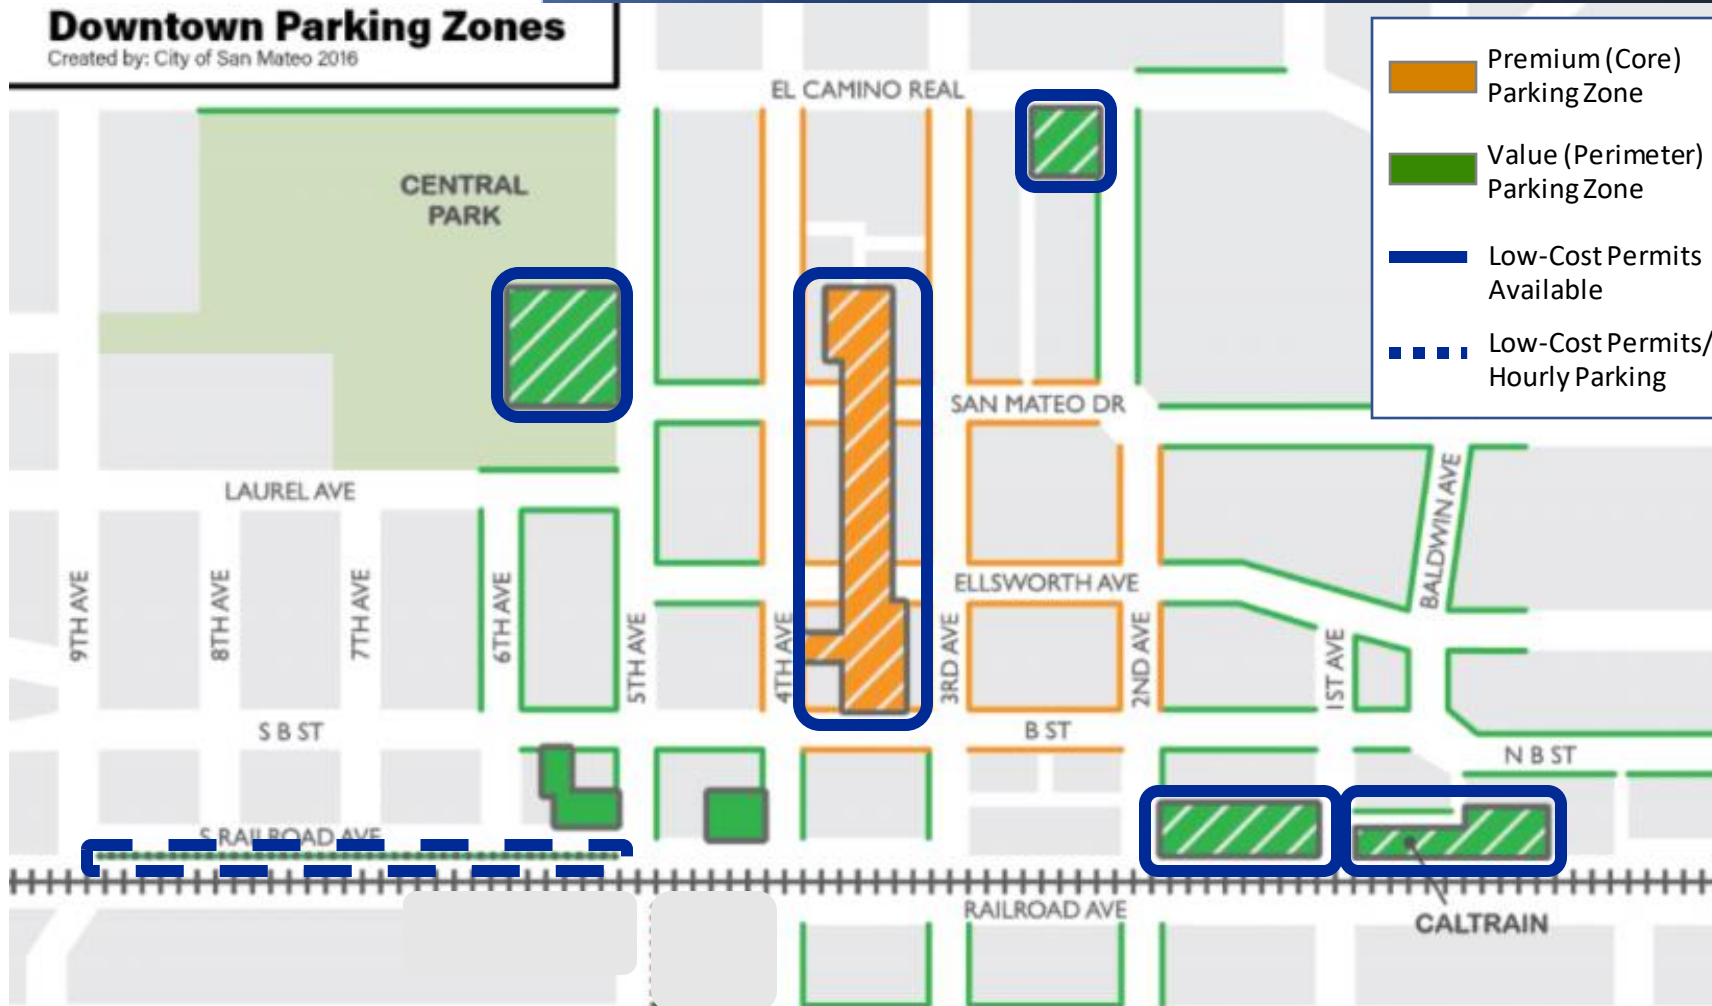 Downtown Parking Zones
Created by: City of San Mateo 2016
Premium (Core)
Parking Zone
Value (Perimeter)
Parking Zone
Low-Cost Permits
Available
Low-Cost Permits/
Hourly Parking
EL CAMINO REAL
CENTRAL
PARK
SAN MATEO DR
LAUREL AVE
BALDWIN AVE
ELLSWORTH AVE
9TH AVE
8TH AVE
7TH AVE
6TH AVE
5TH AVE
4TH AVE
3RD AVE
2ND AVE
1ST AVE
S B ST
B ST
N B ST
S RAILROAD AVE
RAILROAD AVE
CALTRAIN